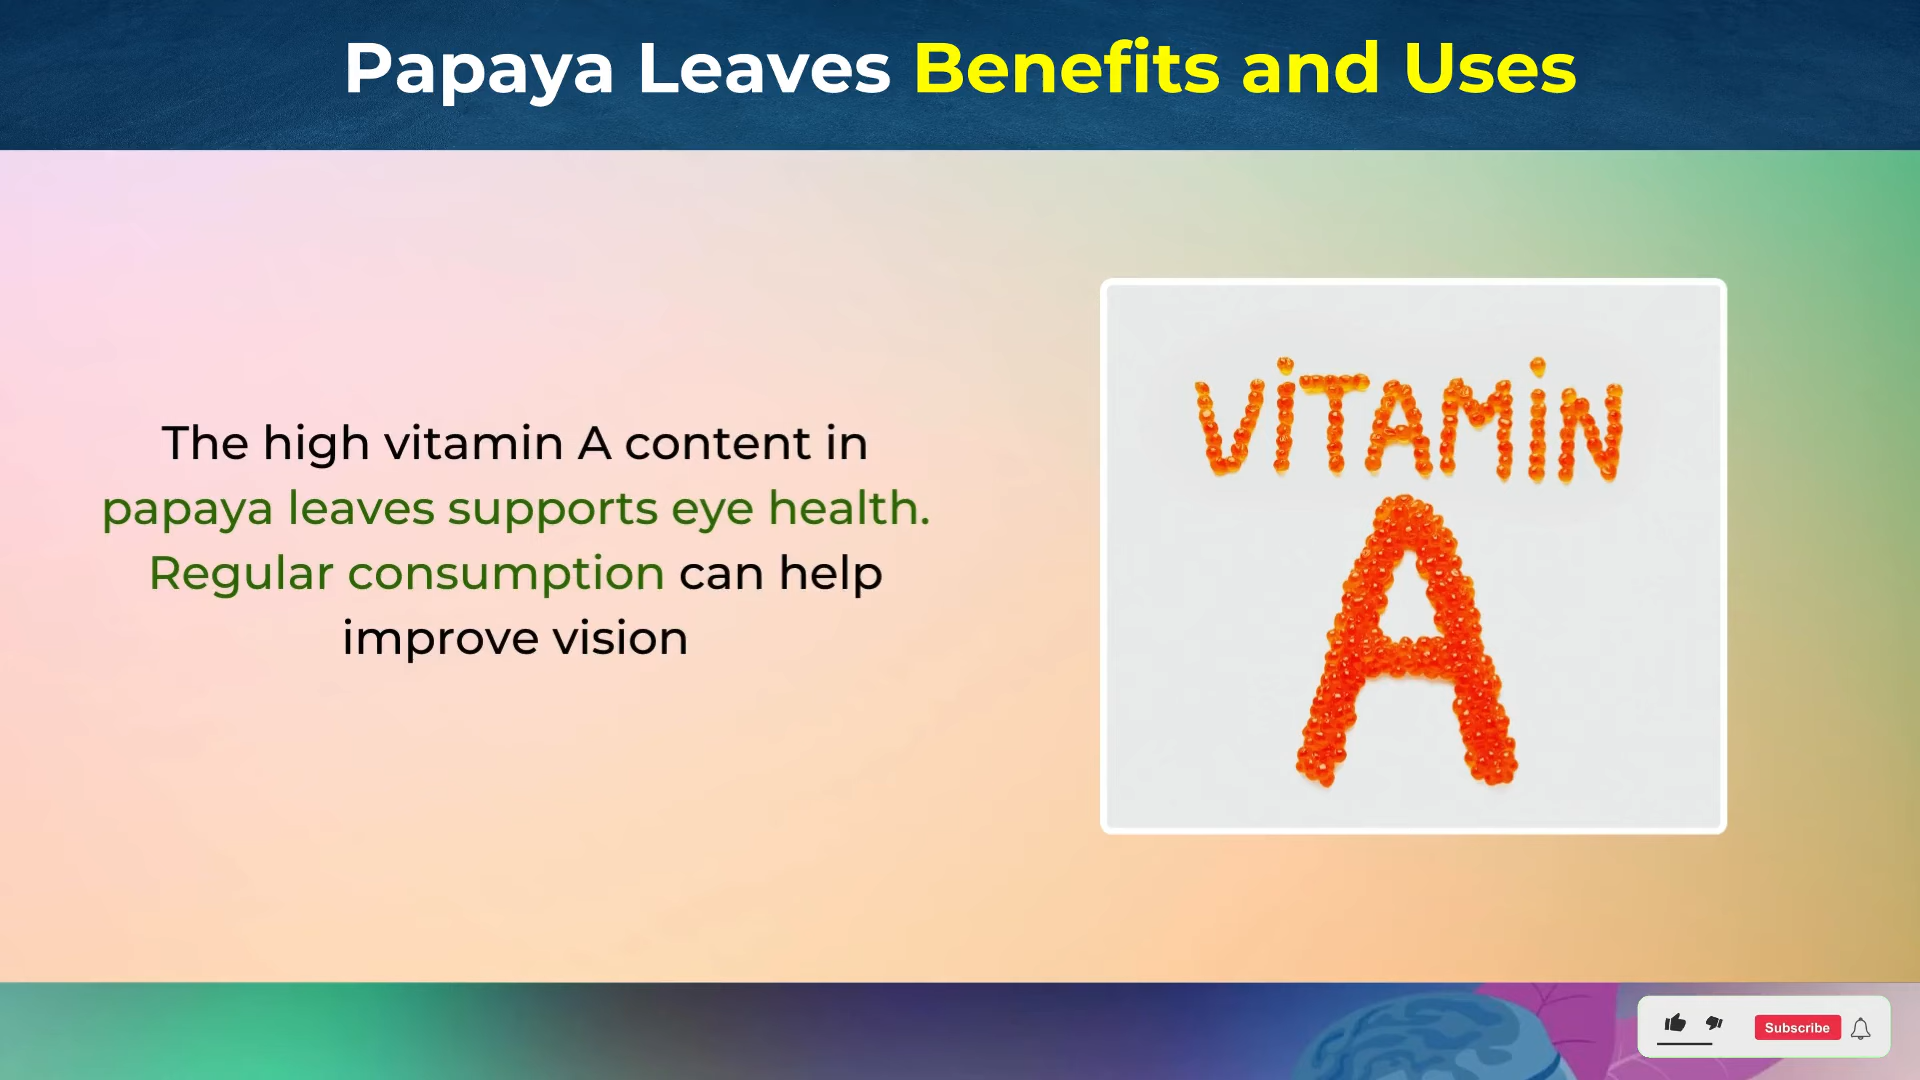 Papaya Leaves Benefits and Uses
The high vitamin A content in
papaya leaves supports eye health.
Regular consumption can help
improve vision
ViTAMiN
A
Subscribe